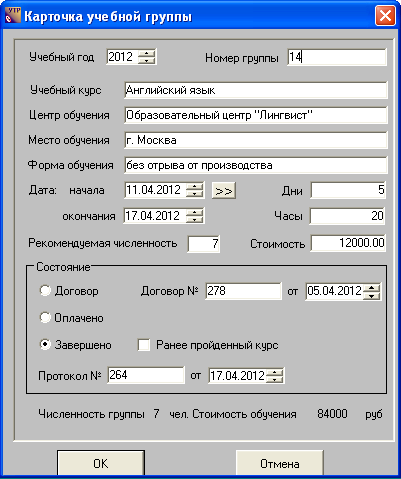 VIP Карточка учебной группы
Учебный год 2012 Номер группы 14
Учебный курс Английский язык
Центр обучения Образовательный центр "Лингвист"
Место обучения г. Москва
Форма обучения без отрыва от производства
Дата: начала 11.04.2012 >> Дни 5
окончания 17.04.2012 Часы 20
Рекомендуемая численность 7 Стоимость 12000.00
Состояние
Договор Договор № 278 от 05.04.2012
Оплачено
Завершено Ранее пройденный курс
Протокол № 264 от 17.04.2012
Численность группы 7 чел. Стоимость обучения 84000 руб
OK Отмена